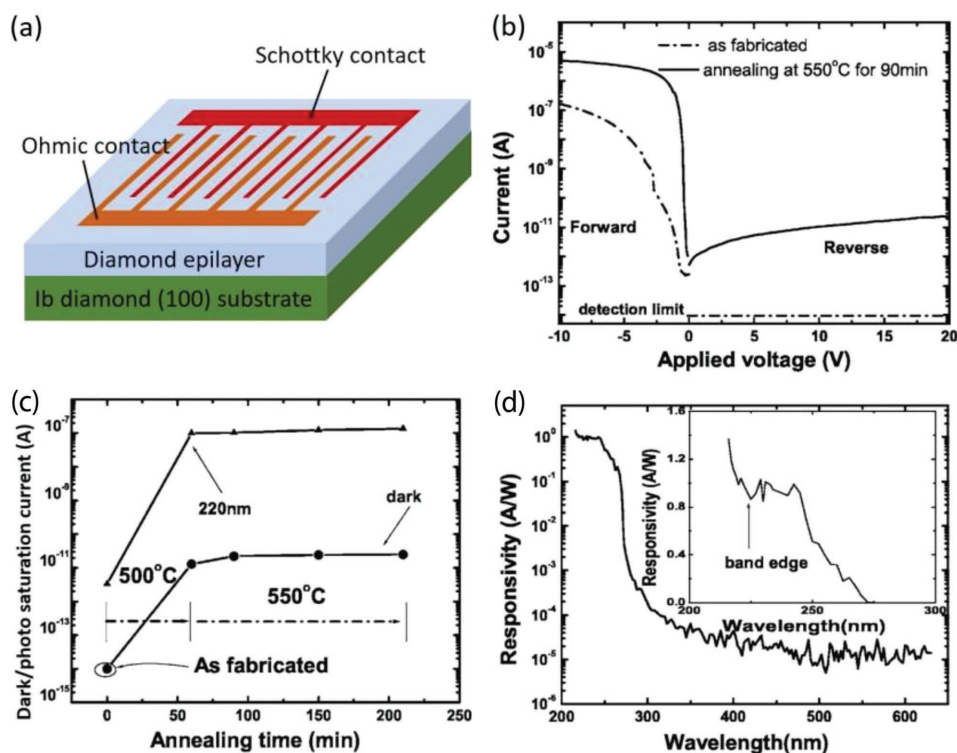 (a)
Schottky contact
Ohmic contact
Diamond epilayer
Ib diamond (100) substrate
(b)
as fabricated
annealing at 550°C for 90min
10⁻⁵
10⁻⁷
10⁻⁹
10⁻¹¹
10⁻¹³
Current (A)
Forward
Reverse
detection limit
-10 -5 0 5 10 15 20
Applied voltage (V)
(c)
10⁻⁷
10⁻⁹
10⁻¹¹
10⁻¹³
10⁻¹⁵
Dark/photo saturation current (A)
220nm
dark
500°C
550°C
As fabricated
0 50 100 150 200 250
Annealing time (min)
(d)
10⁰
10⁻¹
10⁻²
10⁻³
10⁻⁴
10⁻⁵
10⁻⁶
Responsivity (A/W)
1.6
1.2
0.8
0.4
0.0
Responsivity (A/W)
band edge
200 250 300
Wavelength(nm)
200 300 400 500 600
Wavelength(nm)